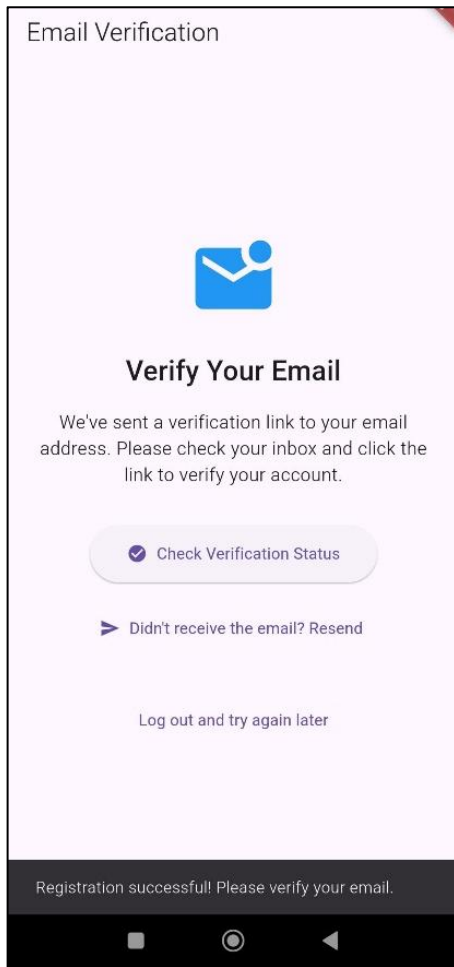 Email Verification
Verify Your Email
We've sent a verification link to your email
address. Please check your inbox and click the
link to verify your account.
Check Verification Status
Didn't receive the email? Resend
Log out and try again later
Registration successful! Please verify your email.